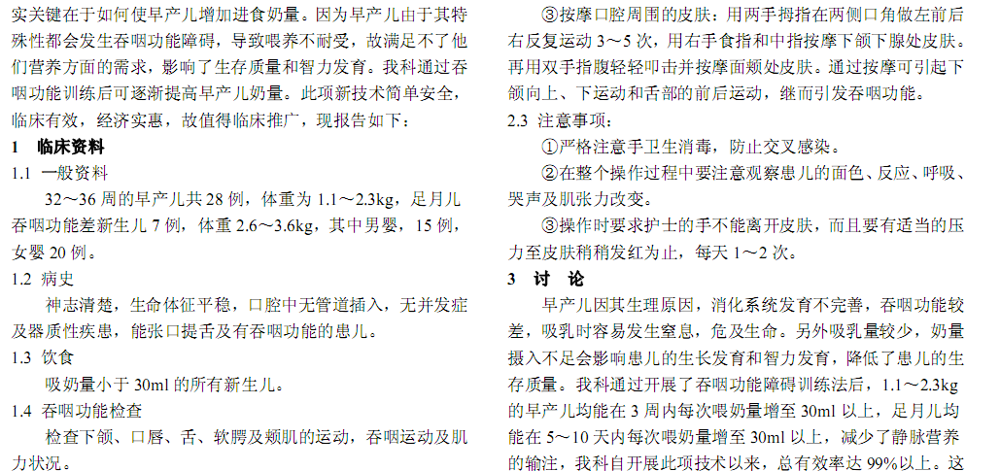 实关键在于如何使早产儿增加进食奶量。因为早产儿由于其特
殊性都会发生吞咽功能障碍，导致喂养不耐受，故满足不了他
们营养方面的需求，影响了生存质量和智力发育。我科通过吞
咽功能训练后可逐渐提高早产儿奶量。此项新技术简单安全，
临床有效，经济实惠，故值得临床推广，现报告如下：
1 临床资料
1.1 一般资料
32～36 周的早产儿共 28 例，体重为 1.1～2.3kg，足月儿
吞咽功能差新生儿 7 例，体重 2.6～3.6kg，其中男婴，15 例，
女婴 20 例。
1.2 病史
神志清楚，生命体征平稳，口腔中无管道插入，无并发症
及器质性疾患，能张口提舌及有吞咽功能的患儿。
1.3 饮食
吸奶量小于 30ml 的所有新生儿。
1.4 吞咽功能检查
检查下颌、口唇、舌、软腭及颊肌的运动，吞咽运动及肌
力状况。
③按摩口腔周围的皮肤：用两手拇指在两侧口角做左前后
右反复运动 3～5 次，用右手食指和中指按摩下颌下腺处皮肤。
再用双手指腹轻轻叩击并按摩面颊处皮肤。通过按摩可引起下
颌向上、下运动和舌部的前后运动，继而引发吞咽功能。
2.3 注意事项：
①严格注意手卫生消毒，防止交叉感染。
②在整个操作过程中要注意观察患儿的面色、反应、呼吸、
哭声及肌张力改变。
③操作时要求护士的手不能离开皮肤，而且要有适当的压
力至皮肤稍稍发红为止，每天 1～2 次。
3 讨 论
早产儿因其生理原因，消化系统发育不完善，吞咽功能较
差，吸乳时容易发生窒息，危及生命。另外吸乳量较少，奶量
摄入不足会影响患儿的生长发育和智力发育，降低了患儿的生
存质量。我科通过开展了吞咽功能障碍训练法后，1.1～2.3kg
的早产儿均能在 3 周内每次喂奶量增至 30ml 以上，足月儿均
能在 5～10 天内每次喂奶量增至 30ml 以上，减少了静脉营养
的输注，我科自开展此项技术以来，总有效率达 99%以上。这